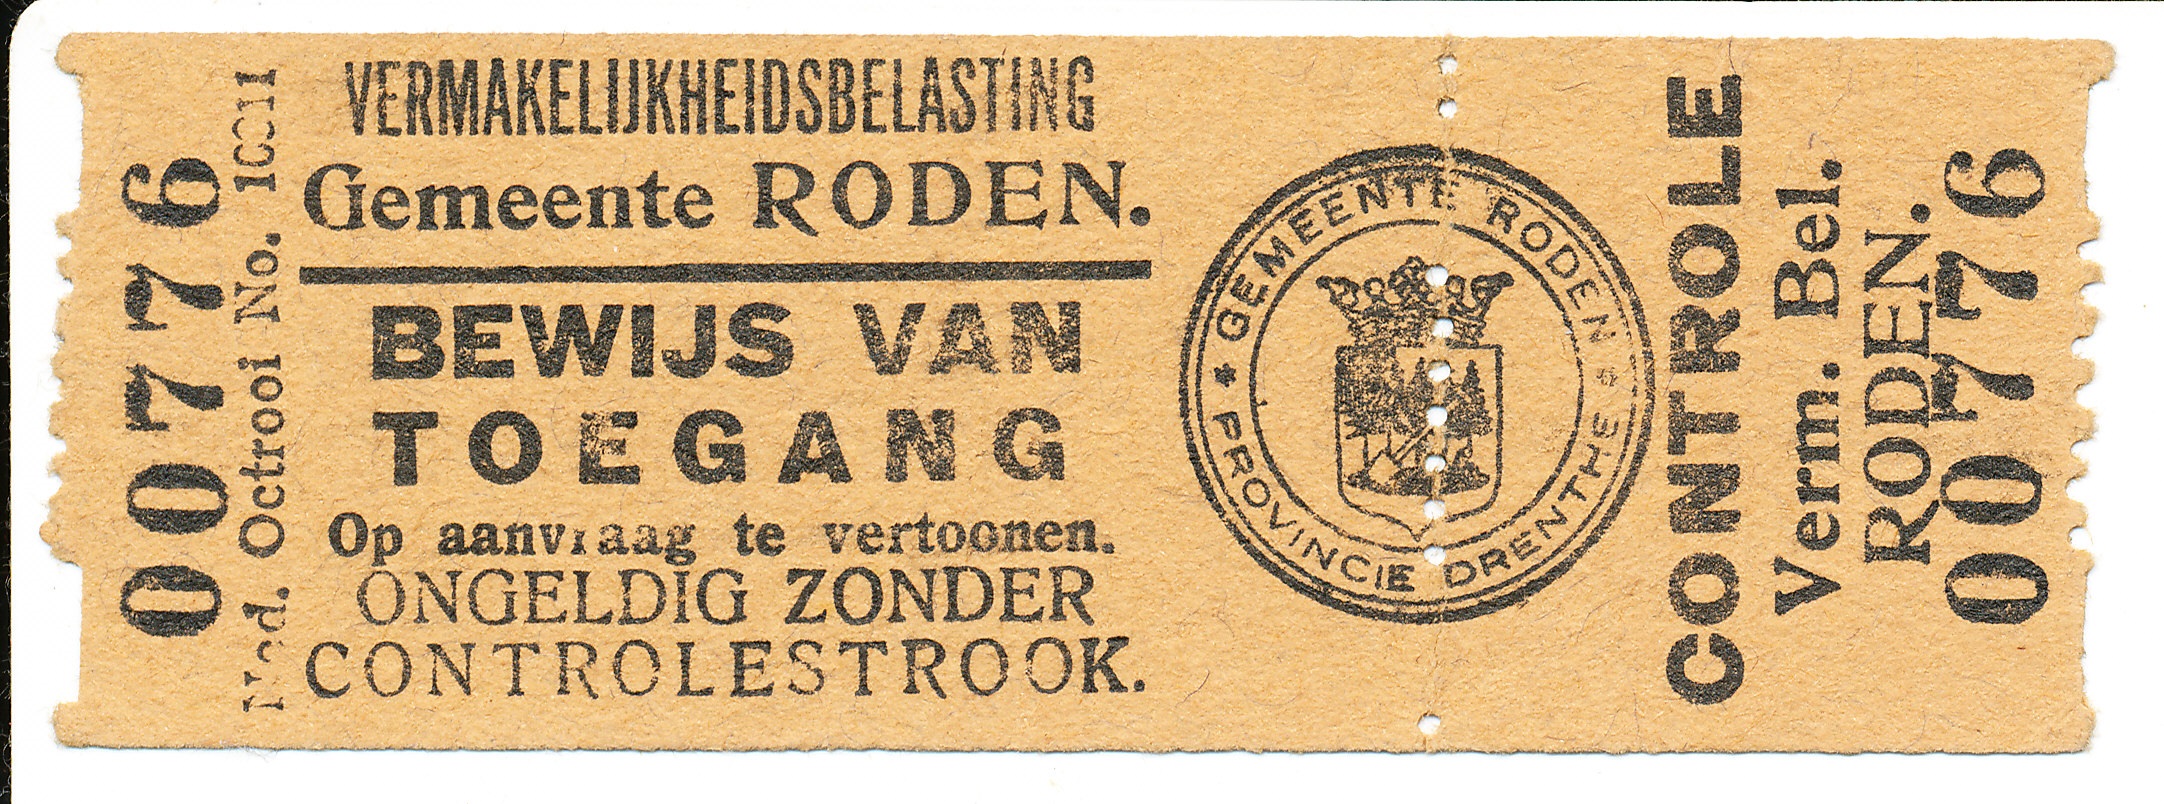 00776
Ned. Octrooi No. 10011
VERMAKELIJKHEIDSBELASTING
Gemeente RODEN.
BEWIJS VAN
TOEGANG
Op aanvraag te vertoonen.
ONGELDIG ZONDER
CONTROLESTROOK.
* GEMEENTE RODEN *
PROVINCIE DRENTHE
CONTROLE
Verm. Bel.
RODEN.
00776